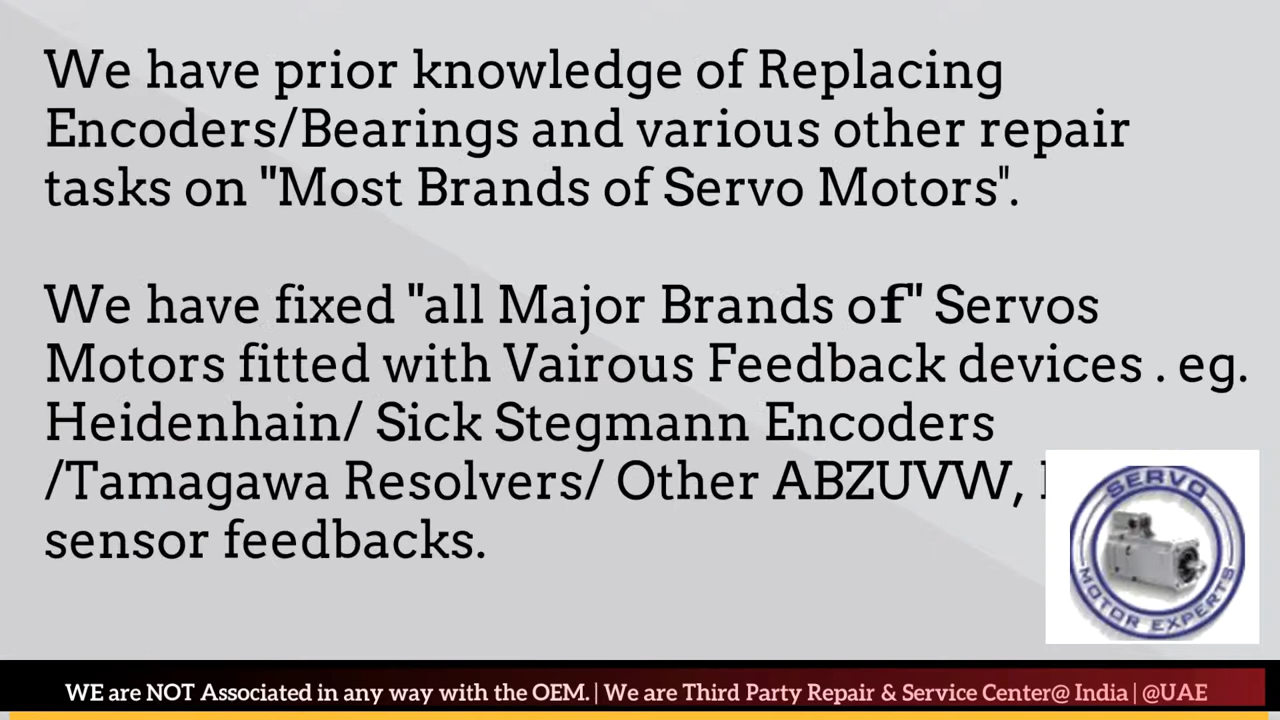 We have prior knowledge of Replacing
Encoders/Bearings and various other repair
tasks on "Most Brands of Servo Motors".
We have fixed "all Major Brands of" Servos
Motors fitted with Vairous Feedback devices . eg.
Heidenhain/ Sick Stegmann Encoders
/Tamagawa Resolvers/ Other ABZUVW,
sensor feedbacks.
SERVO
MOTOR EXPERTS
WE are NOT Associated in any way with the OEM. | We are Third Party Repair & Service Center@ India | @UAE